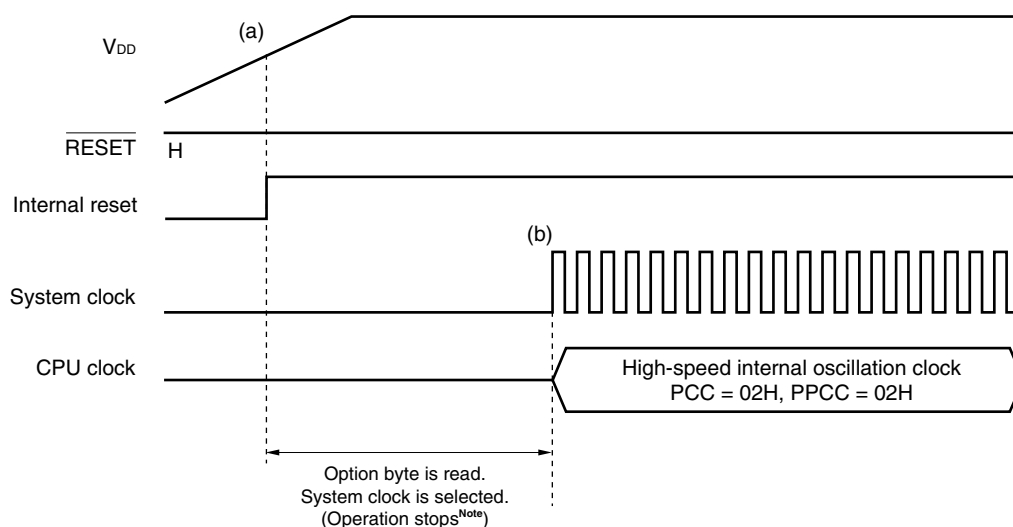 (a)
VDD
RESET
H
Internal reset
(b)
System clock
CPU clock
High-speed internal oscillation clock
PCC = 02H, PPCC = 02H
Option byte is read.
System clock is selected.
(Operation stopsNote)